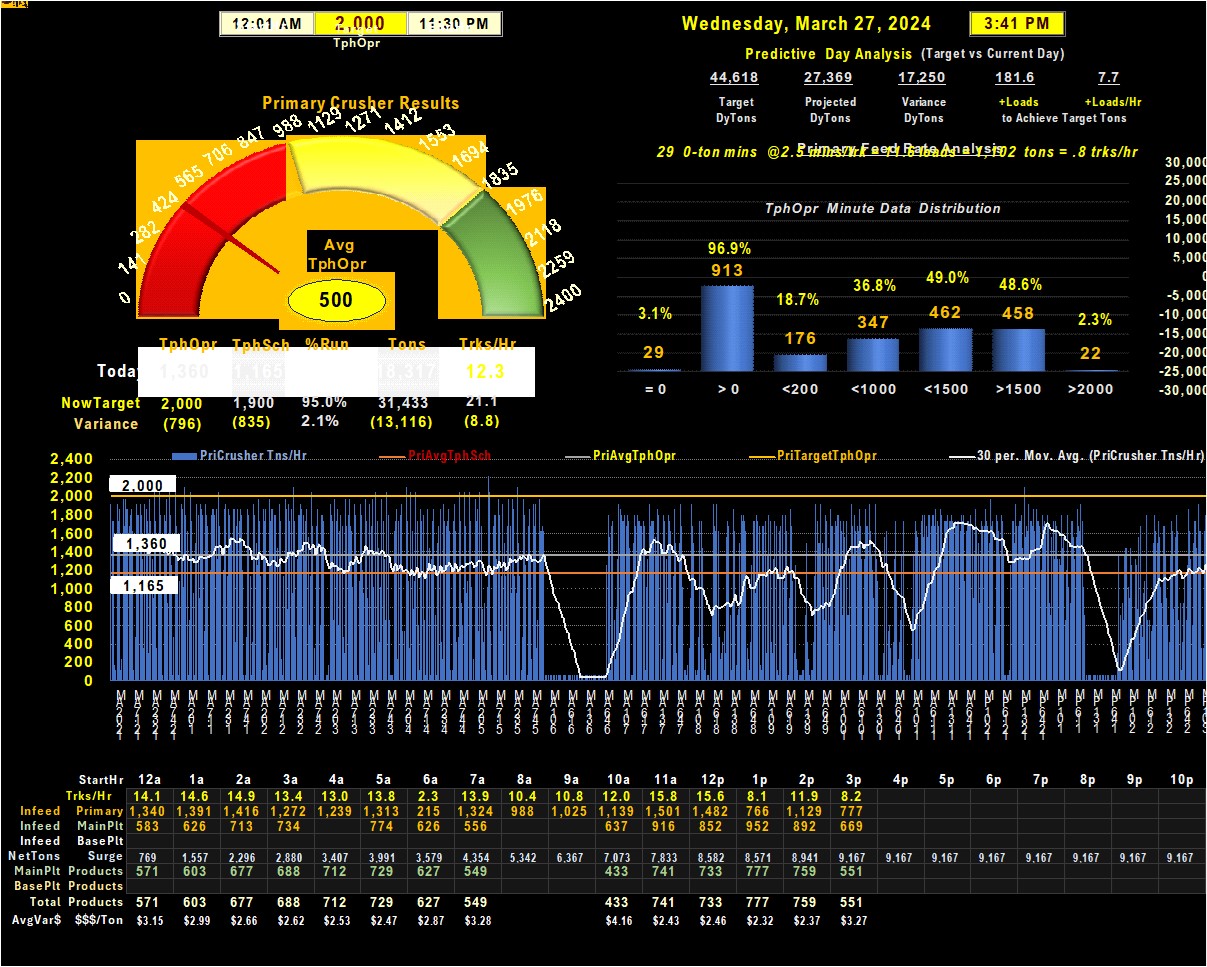 12:01 AM 2,000 11:30 PM
TphOpr
Wednesday, March 27, 2024 3:41 PM
Predictive Day Analysis (Target vs Current Day)
44,618 27,369 17,250 181.6 7.7
Target Projected Variance +Loads +Loads/Hr
DyTons DyTons DyTons to Achieve Target Tons
Primary Feed Rate Analysis
29 0-ton mins @2.5 mins/trk = 11.6 loads = 1,102 tons = .8 trks/hr
Primary Crusher Results
0 141 282 424 565 706 847 988 1129 1271 1412 1553 1694 1835 1976 2118 2259 2400
Avg
TphOpr
500
TphOpr Minute Data Distribution
3.1% 96.9% 18.7% 36.8% 49.0% 48.6% 2.3%
29 913 176 347 462 458 22
= 0 > 0 <200 <1000 <1500 >1500 >2000
30,000
25,000
20,000
15,000
10,000
5,000
0
-5,000
-10,000
-15,000
-20,000
-25,000
-30,000
TphOpr TphSch %Run Tons Trks/Hr
Today 1,360 1,165 18,317 12.3
NowTarget 2,000 1,900 95.0% 31,433 21.1
Variance (796) (835) 2.1% (13,116) (8.8)
PriCrusher Tns/Hr PriAvgTphSch PriAvgTphOpr PriTargetTphOpr 30 per. Mov. Avg. (PriCrusher Tns/Hr)
2,400
2,200
2,000
1,800
1,600
1,400
1,200
1,000
800
600
400
200
0
2,000
1,360
1,165
StartHr 12a 1a 2a 3a 4a 5a 6a 7a 8a 9a 10a 11a 12p 1p 2p 3p 4p 5p 6p 7p 8p 9p 10p
Trks/Hr 14.1 14.6 14.9 13.4 13.0 13.8 2.3 13.9 10.4 10.8 12.0 15.8 15.6 8.1 11.9 8.2
Infeed Primary 1,340 1,391 1,416 1,272 1,239 1,313 215 1,324 988 1,025 1,139 1,501 1,482 766 1,129 777
Infeed MainPlt 583 626 713 734 774 626 556 637 916 852 952 892 669
Infeed BasePlt
NetTons Surge 769 1,557 2,296 2,880 3,407 3,991 3,579 4,354 5,342 6,367 7,073 7,833 8,582 8,571 8,941 9,167 9,167 9,167 9,167 9,167 9,167 9,167 9,167
MainPlt Products 571 603 677 688 712 729 627 549 433 741 733 777 759 551
BasePlt Products
Total Products 571 603 677 688 712 729 627 549 433 741 733 777 759 551
AvgVar$ $$$/Ton $3.15 $2.99 $2.66 $2.62 $2.53 $2.47 $2.87 $3.28 $4.16 $2.43 $2.46 $2.32 $2.37 $3.27